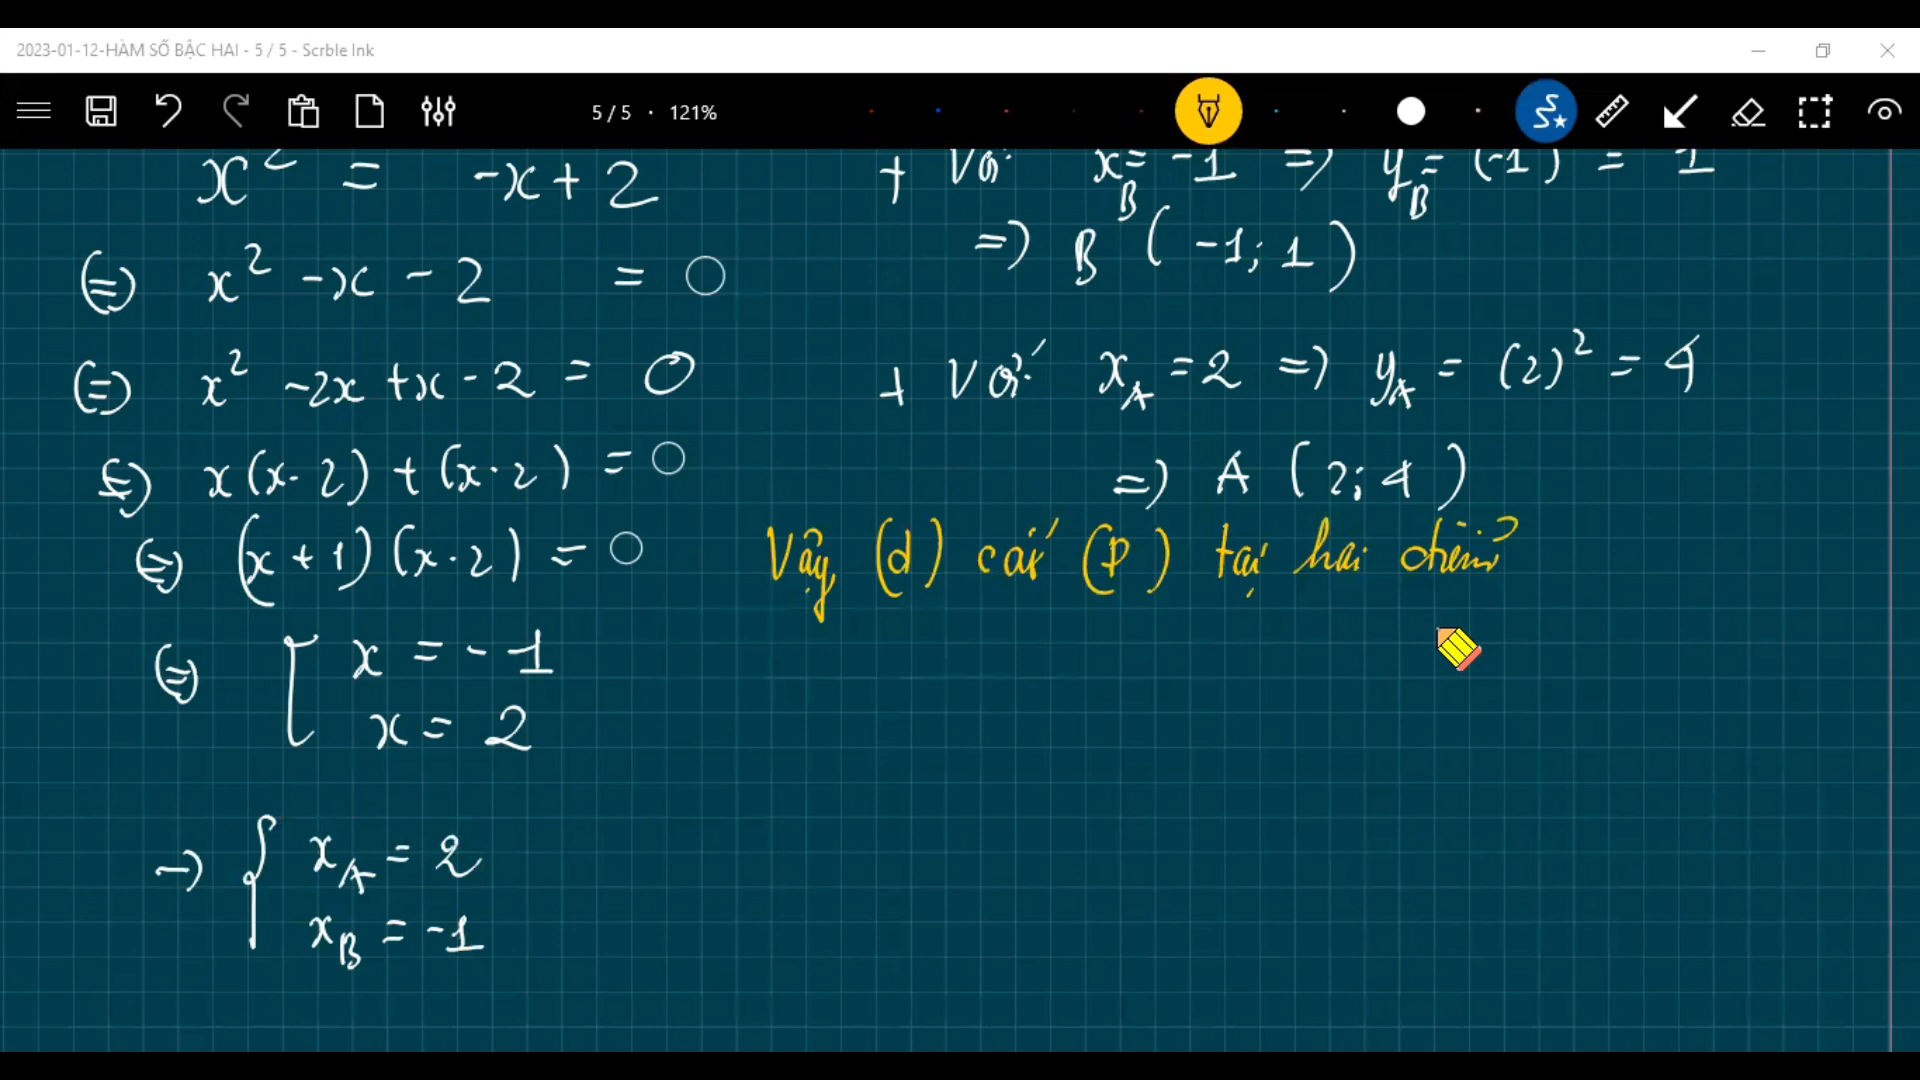 2023-01-12-HÀM SỐ BẬC HAI - 5 / 5 - Scrble Ink
5 / 5 · 121%
x² = -x + 2
(=) x² - x - 2 = 0
(=) x² - 2x + x - 2 = 0
(=) x(x - 2) + (x - 2) = 0
(=) (x + 1)(x - 2) = 0
(=) [ x = -1
x = 2
→) { x_A = 2
x_B = -1
+ Với x_B = -1 =) y_B = (-1) = 1
=) B (-1; 1)
+ Với x_A = 2 =) y_A = (2)² = 4
=) A (2; 4)
Vậy, (d) cắt (P) tại hai điểm